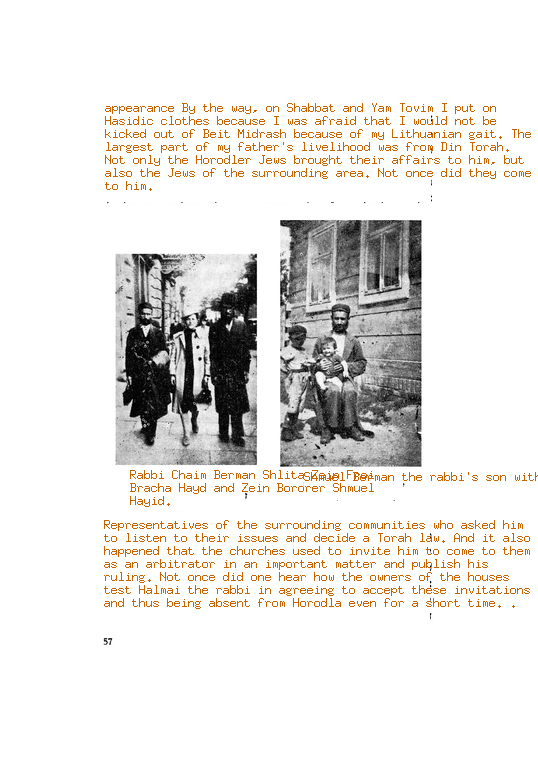 appearance By the way, on Shabbat and Yam Tovim I put on
Hasidic clothes because I was afraid that I would not be
kicked out of Beit Midrash because of my Lithuanian gait. The
largest part of my father's livelihood was from Din Torah.
Not only the Horodler Jews brought their affairs to him, but
also the Jews of the surrounding area. Not once did they come
to him.
Rabbi Chaim Berman Shlita Zein Froi
Bracha Hayd and Zein Bororer Shmuel
Hayid.
Shmuel Berman the rabbi's son with
Representatives of the surrounding communities who asked him
to listen to their issues and decide a Torah law. And it also
happened that the churches used to invite him to come to them
as an arbitrator in an important matter and publish his
ruling. Not once did one hear how the owners of the houses
test Halmai the rabbi in agreeing to accept these invitations
and thus being absent from Horodla even for a short time. .
57